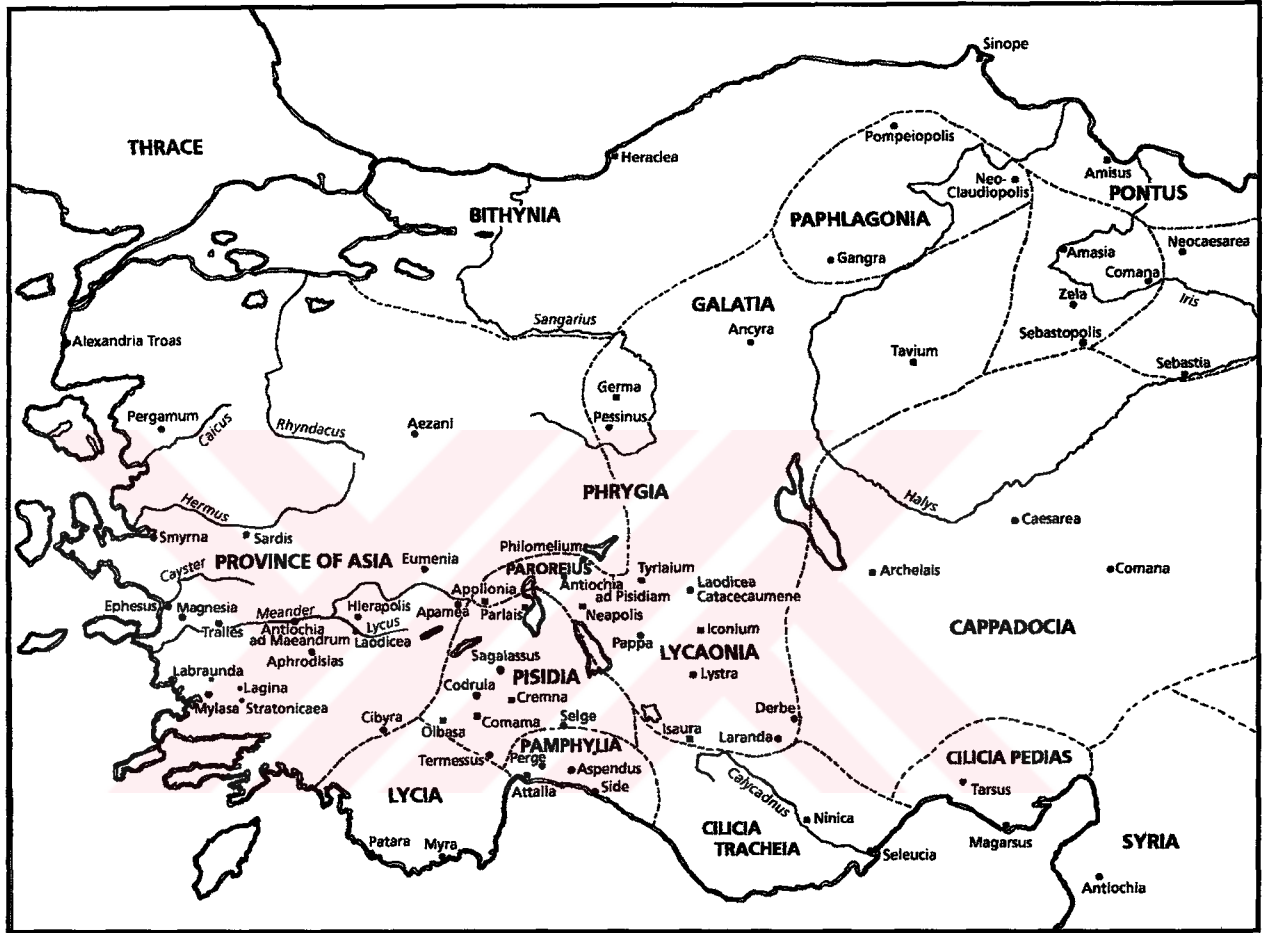 Sinope
THRACE
Pompeiopolis
Heraclea
Amisus
Neo-
Claudiopolis
PONTUS
BITHYNIA
PAPHLAGONIA
Neocaesarea
Amasia
Gangra
Comana
Zela
Iris
GALATIA
Sangarius
Ancyra
Sebastopolis
Alexandria Troas
Tavium
Sebastia
Germa
Pergamum
Caicus
Rhyndacus
Aezani
Pessinus
PHRYGIA
Hermus
Halys
Caesarea
Smyrna
Sardis
PROVINCE OF ASIA
Eumenia
Philomelium
PAROREIUS
Cayster
Tyriaium
Archelais
Comana
Antiochia
ad Pisidiam
Laodicea
Catacecaumene
Apollonia
Ephesus
Magnesia
Meander
Hierapolis
Apamea
Parlais
Neapolis
Tralles
Antiochia
ad Maeandrum
Lycus
Laodicea
Pappa
Iconium
CAPPADOCIA
Aphrodisias
LYCAONIA
Sagalassus
Labraunda
PISIDIA
Lystra
Lagina
Codrula
Cremna
Mylasa
Stratonicaea
Derbe
Cibyra
Olbasa
Comama
Selge
Isaura
Laranda
PAMPHYLIA
Termessus
Perge
Aspendus
CILICIA PEDIAS
Calycadnus
Tarsus
LYCIA
Attalia
Side
Ninica
CILICIA
TRACHEIA
Patara
Myra
Seleucia
Magarsus
SYRIA
Antiochia